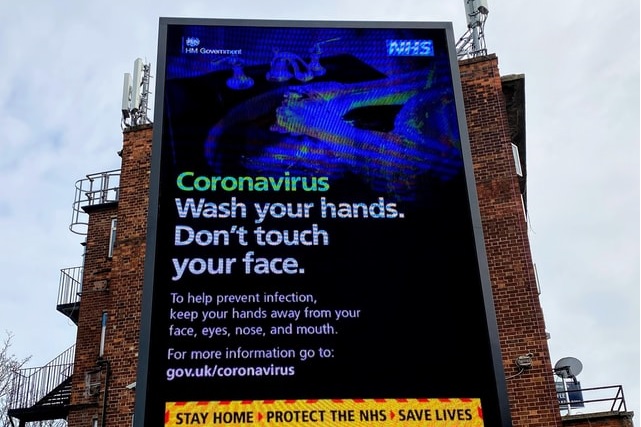 HM Government
NHS
Coronavirus
Wash your hands.
Don't touch
your face.
To help prevent infection,
keep your hands away from your
face, eyes, nose, and mouth.
For more information go to:
gov.uk/coronavirus
STAY HOME PROTECT THE NHS SAVE LIVES